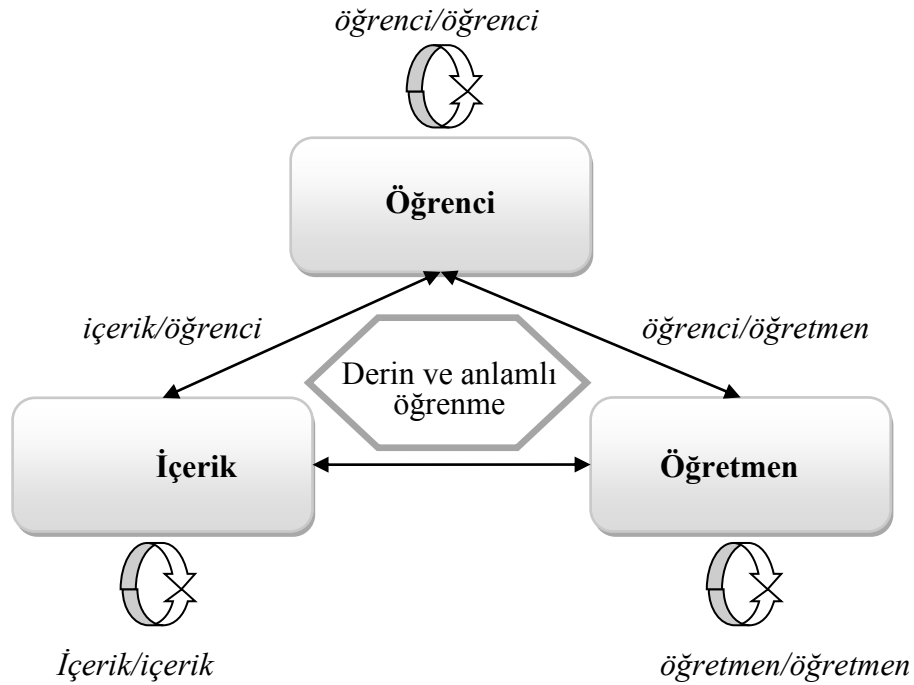 öğrenci/öğrenci
Öğrenci
içerik/öğrenci
öğrenci/öğretmen
Derin ve anlamlı
öğrenme
İçerik
Öğretmen
İçerik/içerik
öğretmen/öğretmen